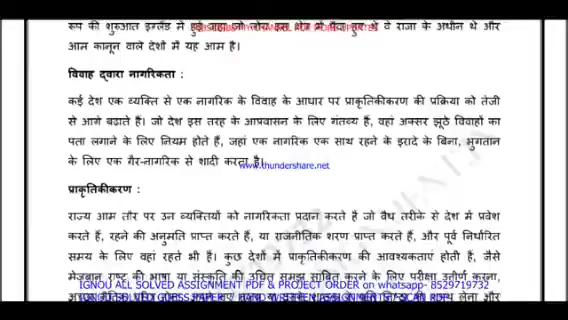 रूप की शुरुआत इंग्लैंड में हुई जहां जो लोग इस क्षेत्र में पैदा हुए थे वे राजा के अधीन थे और
आम कानून वाले देशों में यह आम है।
विवाह द्वारा नागरिकता :
कई देश एक व्यक्ति से एक नागरिक के विवाह के आधार पर प्राकृतिकीकरण की प्रक्रिया को तेजी
से आगे बढ़ाते हैं। जो देश इस तरह के आप्रवासन के लिए गंतव्य हैं, वहां अक्सर झूठे विवाहों का
पता लगाने के लिए नियम होते हैं, जहां एक नागरिक एक साथ रहने के इरादे के बिना, भुगतान
के लिए एक गैर-नागरिक से शादी करता है।
www.thundershare.net
प्राकृतिकीकरण :
राज्य आम तौर पर उन व्यक्तियों को नागरिकता प्रदान करते हैं जो वैध तरीके से देश में प्रवेश
करते हैं, रहने की अनुमति प्राप्त करते हैं, या राजनीतिक शरण प्राप्त करते हैं, और पूर्व निर्धारित
समय के लिए वहां रहते भी हैं। कुछ देशों में प्राकृतिकीकरण की आवश्यकताएं होती हैं, जैसे
मेजबान राष्ट्र की भाषा या संस्कृति की उचित समझ साबित करने के लिए परीक्षा उत्तीर्ण करना,
IGNOU ALL SOLVED ASSIGNMENT PDF & PROJECT ORDER on whatsapp- 8529719732